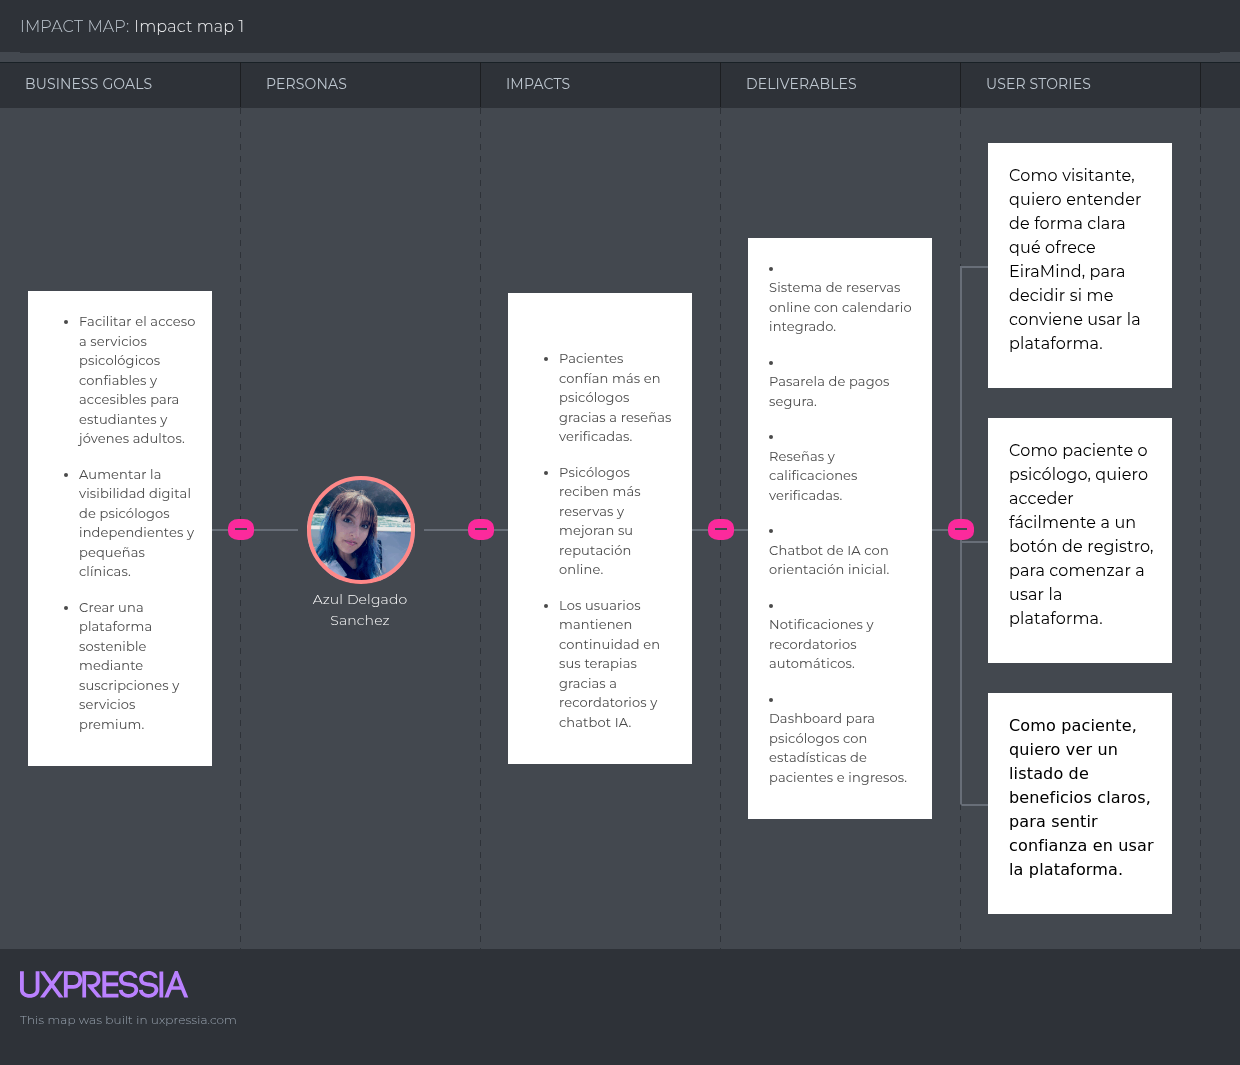 IMPACT MAP: Impact map 1
BUSINESS GOALS
PERSONAS
IMPACTS
DELIVERABLES
USER STORIES
• Facilitar el acceso
a servicios
psicológicos
confiables y
accesibles para
estudiantes y
jóvenes adultos.
• Aumentar la
visibilidad digital
de psicólogos
independientes y
pequeñas
clínicas.
• Crear una
plataforma
sostenible
mediante
suscripciones y
servicios
premium.
Azul Delgado
Sanchez
• Pacientes
confían más en
psicólogos
gracias a reseñas
verificadas.
• Psicólogos
reciben más
reservas y
mejoran su
reputación
online.
• Los usuarios
mantienen
continuidad en
sus terapias
gracias a
recordatorios y
chatbot IA.
•
Sistema de reservas
online con calendario
integrado.
•
Pasarela de pagos
segura.
•
Reseñas y
calificaciones
verificadas.
•
Chatbot de IA con
orientación inicial.
•
Notificaciones y
recordatorios
automáticos.
•
Dashboard para
psicólogos con
estadísticas de
pacientes e ingresos.
Como visitante,
quiero entender
de forma clara
qué ofrece
EiraMind, para
decidir si me
conviene usar la
plataforma.
Como paciente o
psicólogo, quiero
acceder
fácilmente a un
botón de registro,
para comenzar a
usar la
plataforma.
Como paciente,
quiero ver un
listado de
beneficios claros,
para sentir
confianza en usar
la plataforma.
UXPRESSIA
This map was built in uxpressia.com